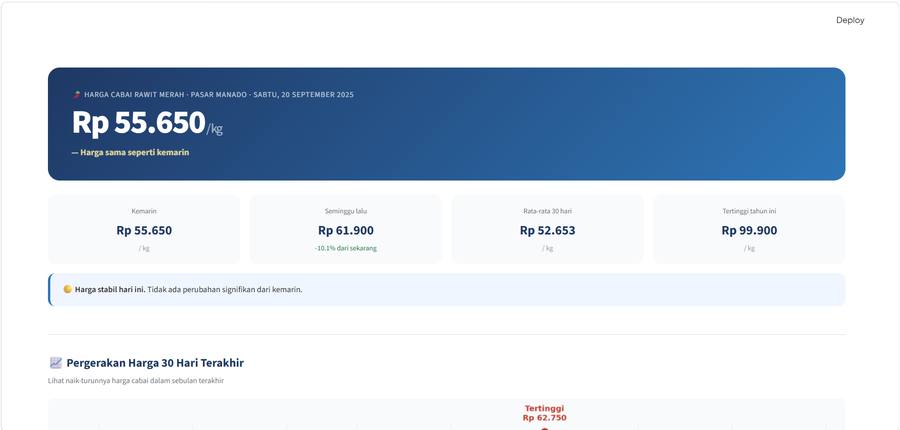 Deploy
HARGA CABAI RAWIT MERAH - PASAR MANADO - SABTU, 20 SEPTEMBER 2025
Rp 55.650/kg
— Harga sama seperti kemarin
Kemarin
Rp 55.650
/ kg
Seminggu lalu
Rp 61.900
-10.1% dari sekarang
Rata-rata 30 hari
Rp 52.653
/ kg
Tertinggi tahun ini
Rp 99.900
/ kg
Harga stabil hari ini. Tidak ada perubahan signifikan dari kemarin.
Pergerakan Harga 30 Hari Terakhir
Lihat naik-turunnya harga cabai dalam sebulan terakhir
Tertinggi
Rp 62.750